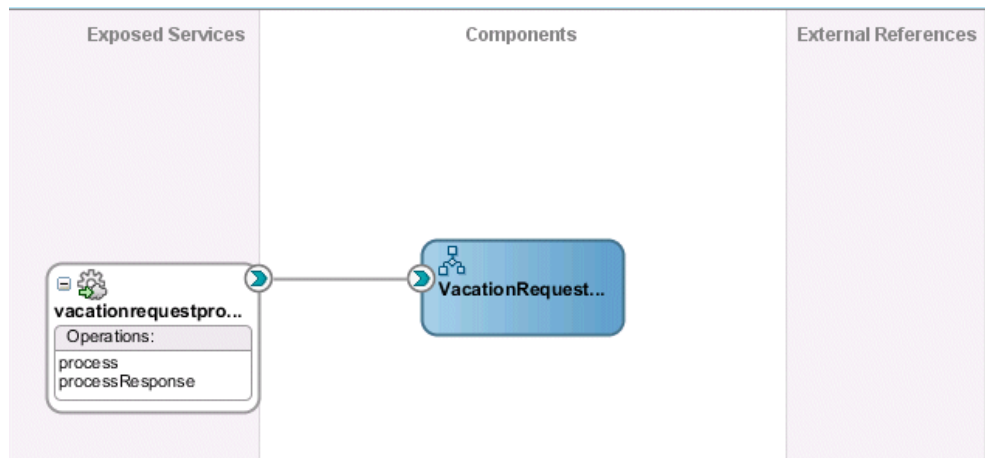 Exposed Services
Components
External References
vacationrequestpro...
Operations:
process
processResponse
VacationRequest...